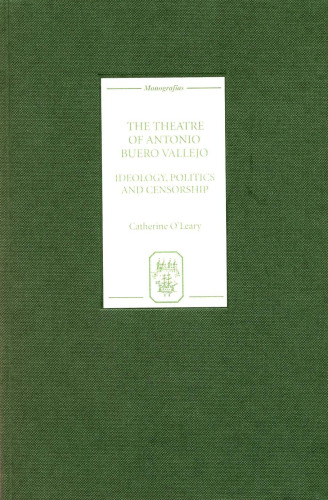 Monografías
THE THEATRE
OF ANTONIO
BUERO VALLEJO
IDEOLOGY, POLITICS
AND CENSORSHIP
Catherine O'Leary